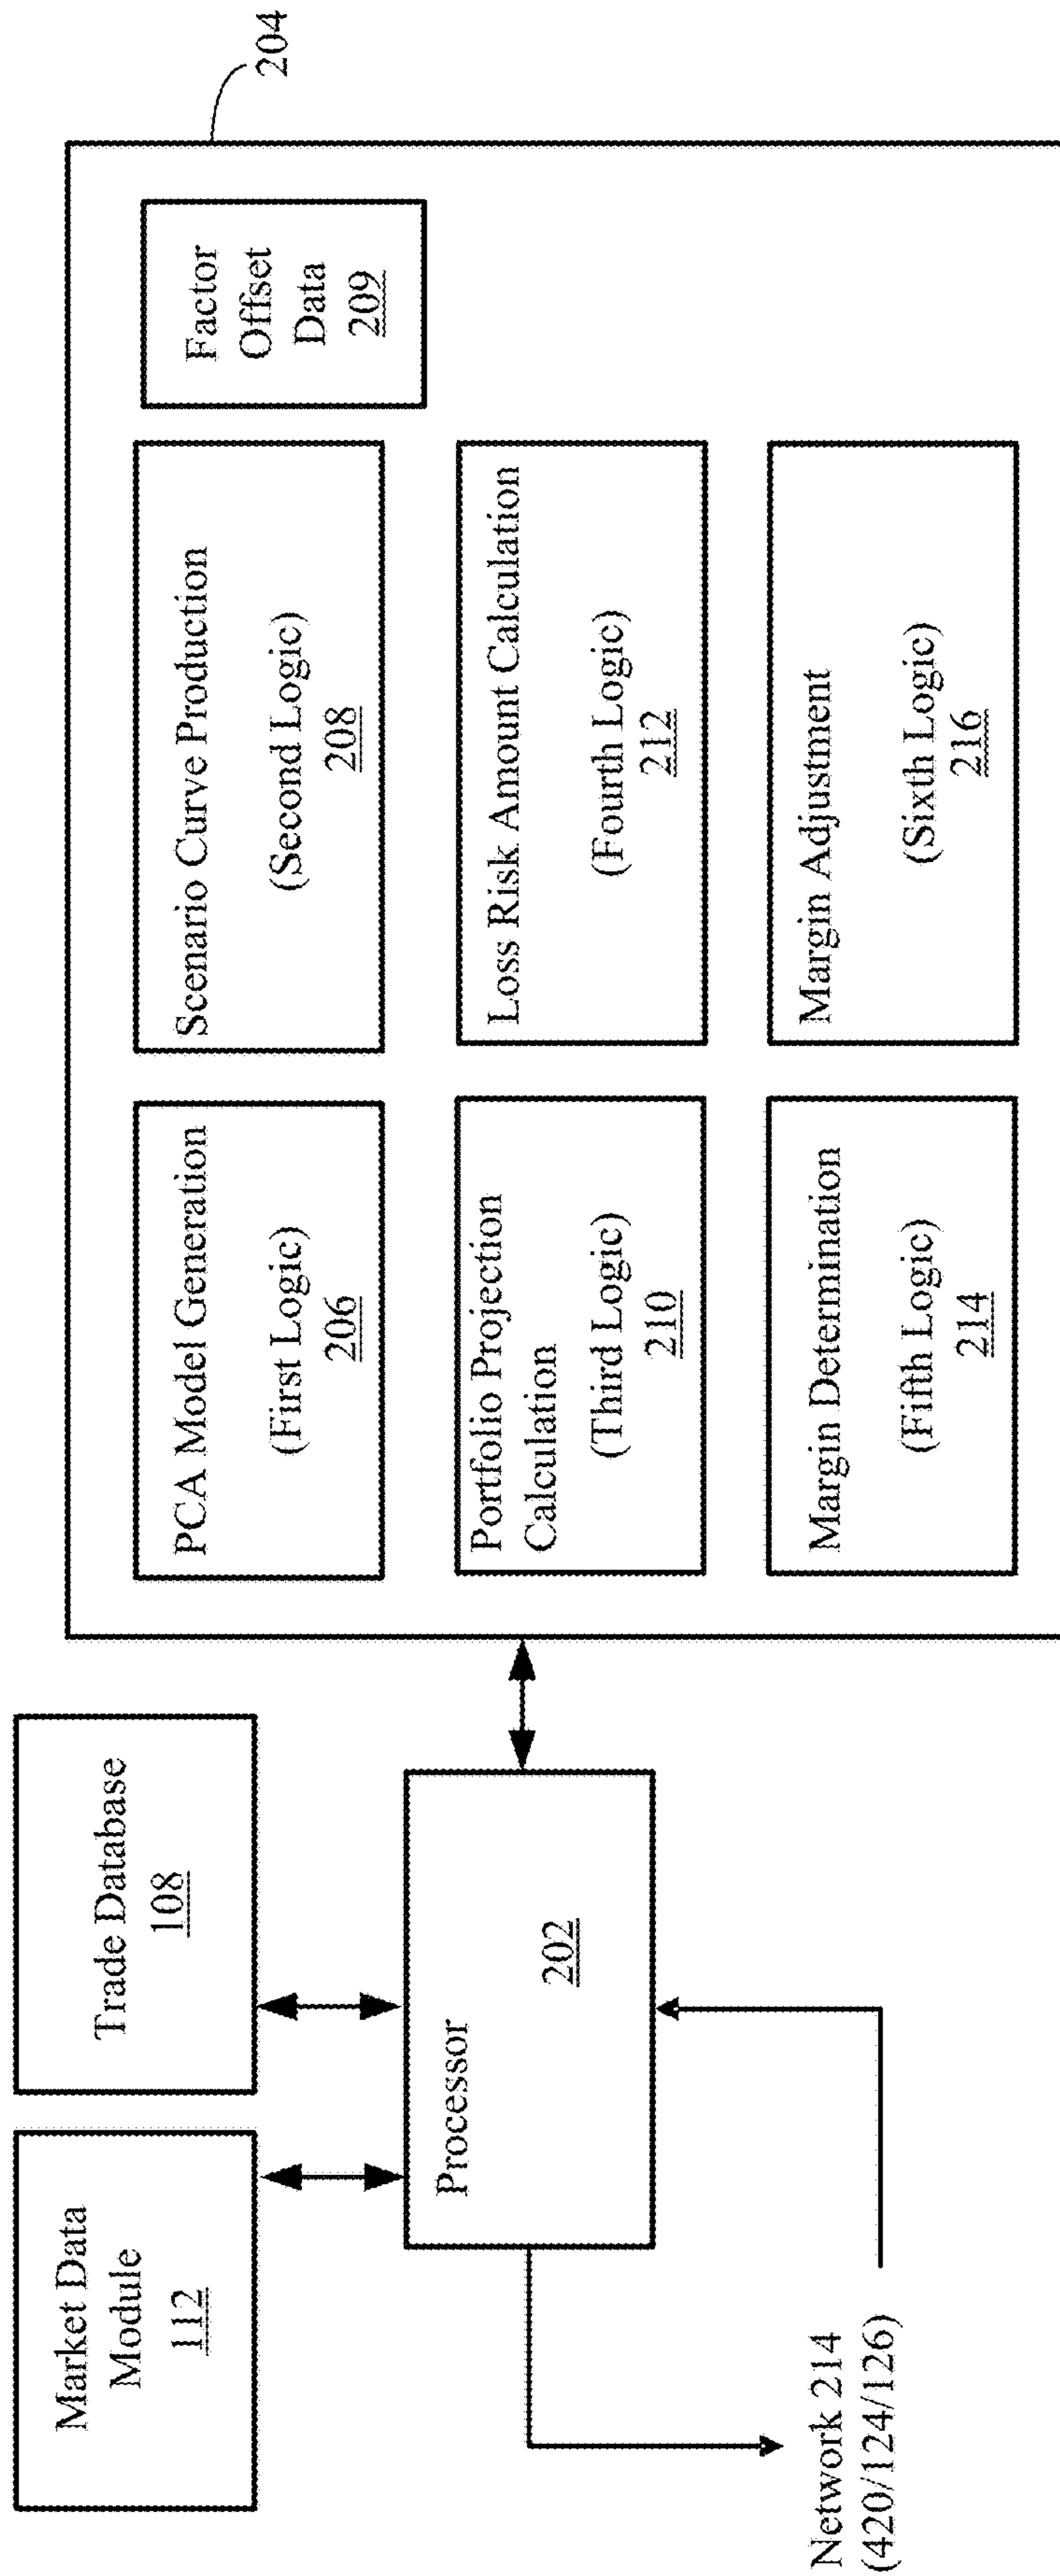 Market Data
Module
112
Trade Database
108
Processor
202
Network 214
(420/124/126)
204
PCA Model Generation
(First Logic)
206
Scenario Curve Production
(Second Logic)
208
Factor
Offset
Data
209
Portfolio Projection
Calculation
(Third Logic)
210
Loss Risk Amount Calculation
(Fourth Logic)
212
Margin Determination
(Fifth Logic)
214
Margin Adjustment
(Sixth Logic)
216